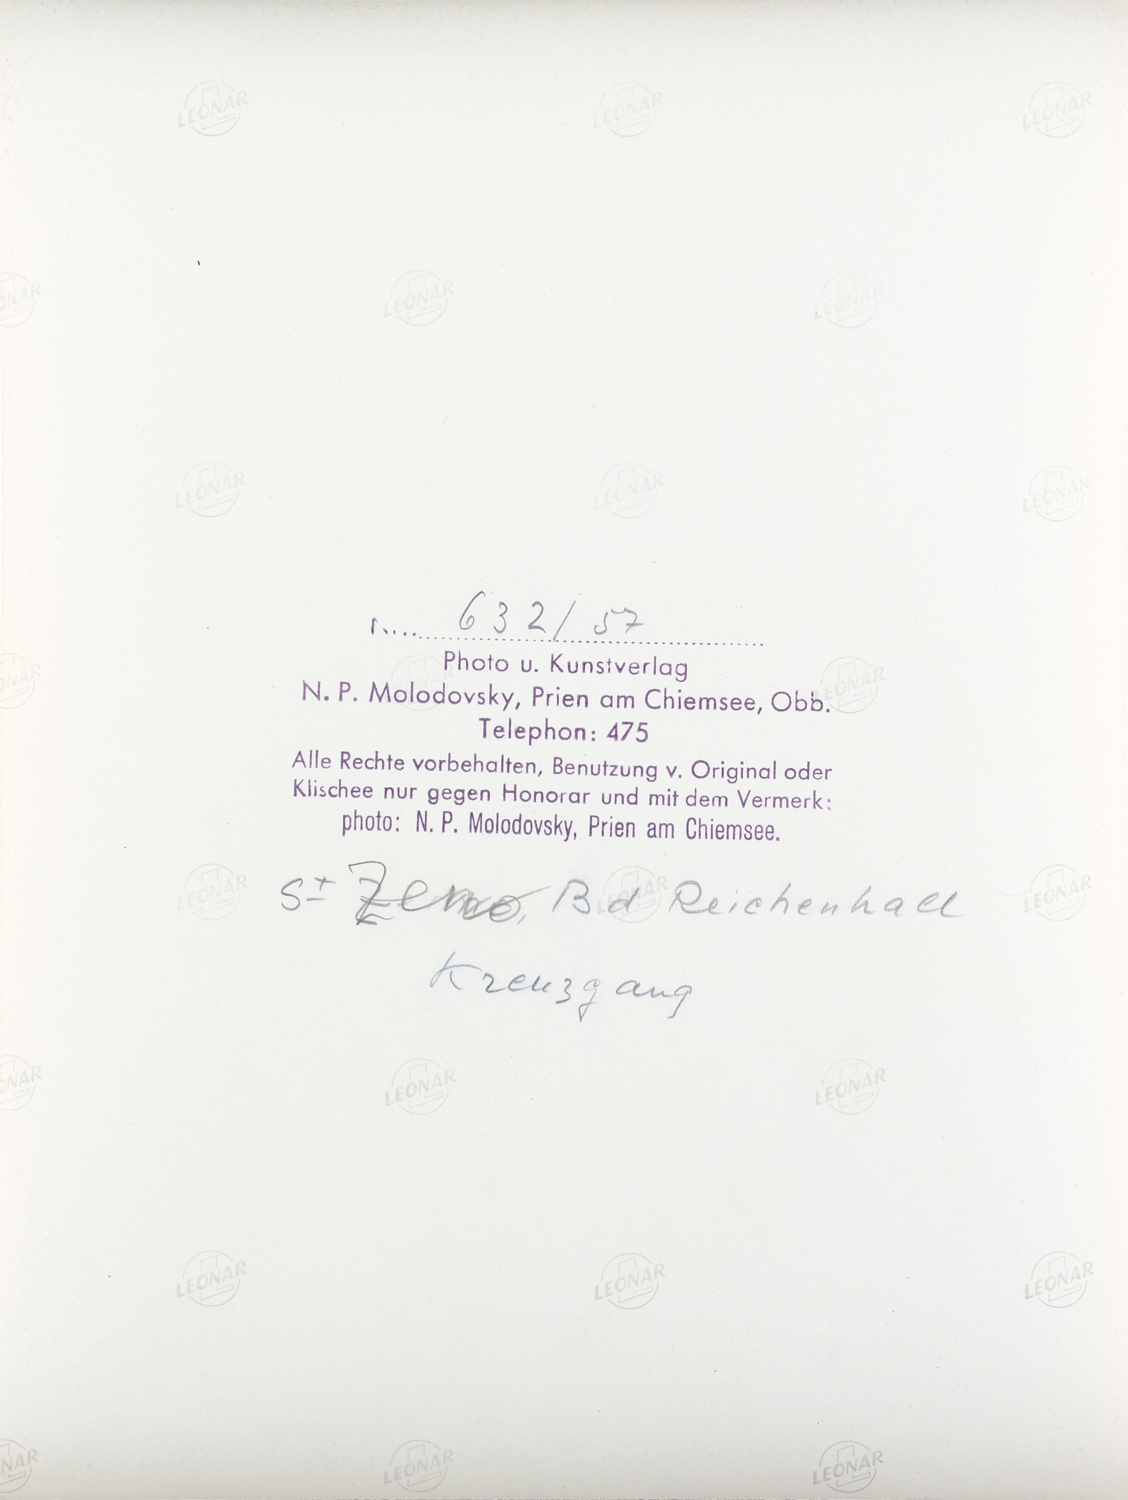 632/57
Photo u. Kunstverlag
N. P. Molodovsky, Prien am Chiemsee, Obb.
Telephon: 475
Alle Rechte vorbehalten, Benutzung v. Original oder
Klischee nur gegen Honorar und mit dem Vermerk:
photo: N. P. Molodovsky, Prien am Chiemsee.
St Zeno, Bd Reichenhall
Kreuzgang
LEONAR